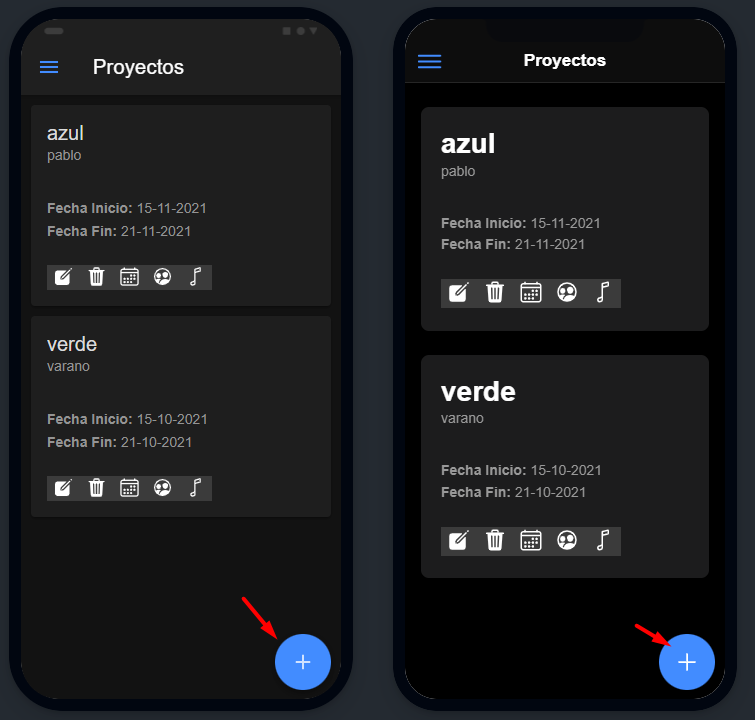 Proyectos
azul
pablo
Fecha Inicio: 15-11-2021
Fecha Fin: 21-11-2021
verde
varano
Fecha Inicio: 15-10-2021
Fecha Fin: 21-10-2021
Proyectos
azul
pablo
Fecha Inicio: 15-11-2021
Fecha Fin: 21-11-2021
verde
varano
Fecha Inicio: 15-10-2021
Fecha Fin: 21-10-2021